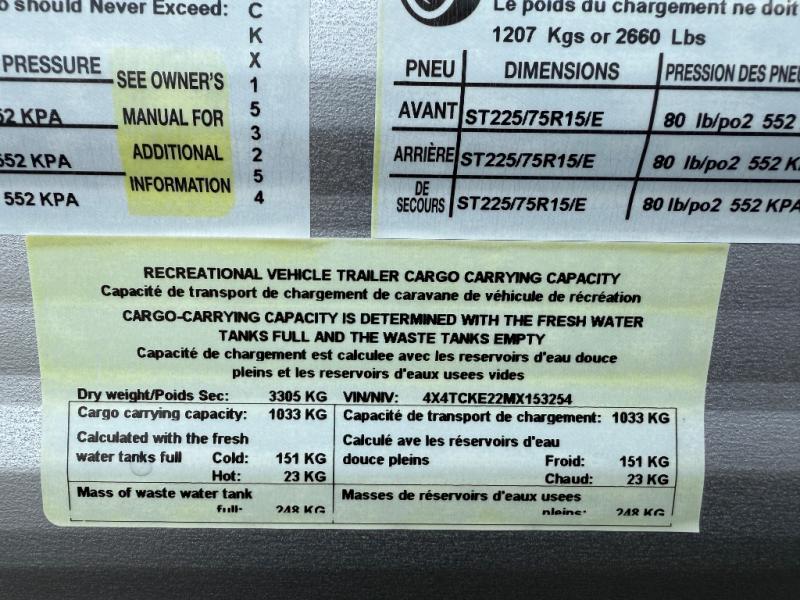 should Never Exceed:
PRESSURE
52 KPA
552 KPA
552 KPA
SEE OWNER'S
MANUAL FOR
ADDITIONAL
INFORMATION
C
K
X
1
5
3
2
5
4
Le poids du chargement ne doit
1207 Kgs or 2660 Lbs
PNEU DIMENSIONS PRESSION DES PNEU
AVANT ST225/75R15/E 80 lb/po2 552
ARRIÈRE ST225/75R15/E 80 lb/po2 552 K
DE
SECOURS ST225/75R15/E 80 lb/po2 552 KPA
RECREATIONAL VEHICLE TRAILER CARGO CARRYING CAPACITY
Capacité de transport de chargement de caravane de véhicule de récréation
CARGO-CARRYING CAPACITY IS DETERMINED WITH THE FRESH WATER
TANKS FULL AND THE WASTE TANKS EMPTY
Capacité de chargement est calculee avec les reservoirs d'eau douce
pleins et les reservoirs d'eaux usees vides
Dry weight/Poids Sec: 3305 KG VIN/NIV: 4X4TCKE22MX153254
Cargo carrying capacity: 1033 KG Capacité de transport de chargement: 1033 KG
Calculated with the fresh Calculé ave les réservoirs d'eau
water tanks full Cold: 151 KG douce pleins Froid: 151 KG
Hot: 23 KG Chaud: 23 KG
Mass of waste water tank Masses de réservoirs d'eaux usees
full: 248 KG pleins: 248 KG